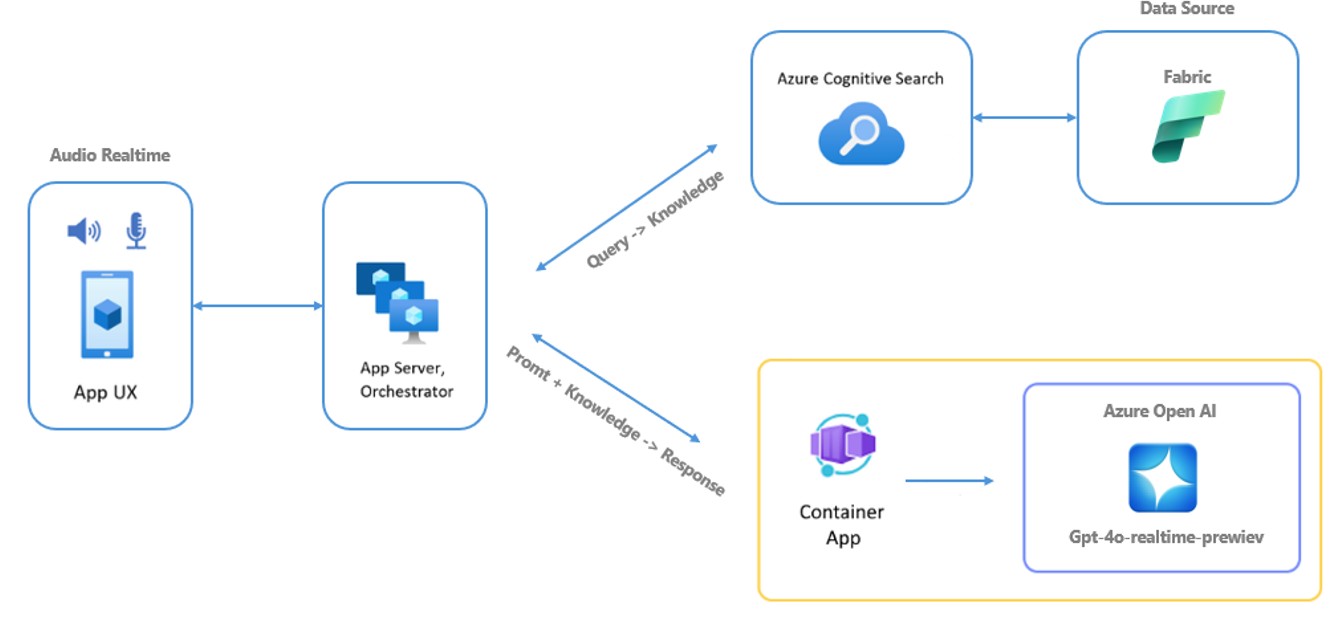 Data Source
Azure Cognitive Search
Fabric
Audio Realtime
Query -> Knowledge
App UX
App Server,
Orchestrator
Promt + Knowledge -> Response
Azure Open AI
Container
App
Gpt-4o-realtime-prewiev